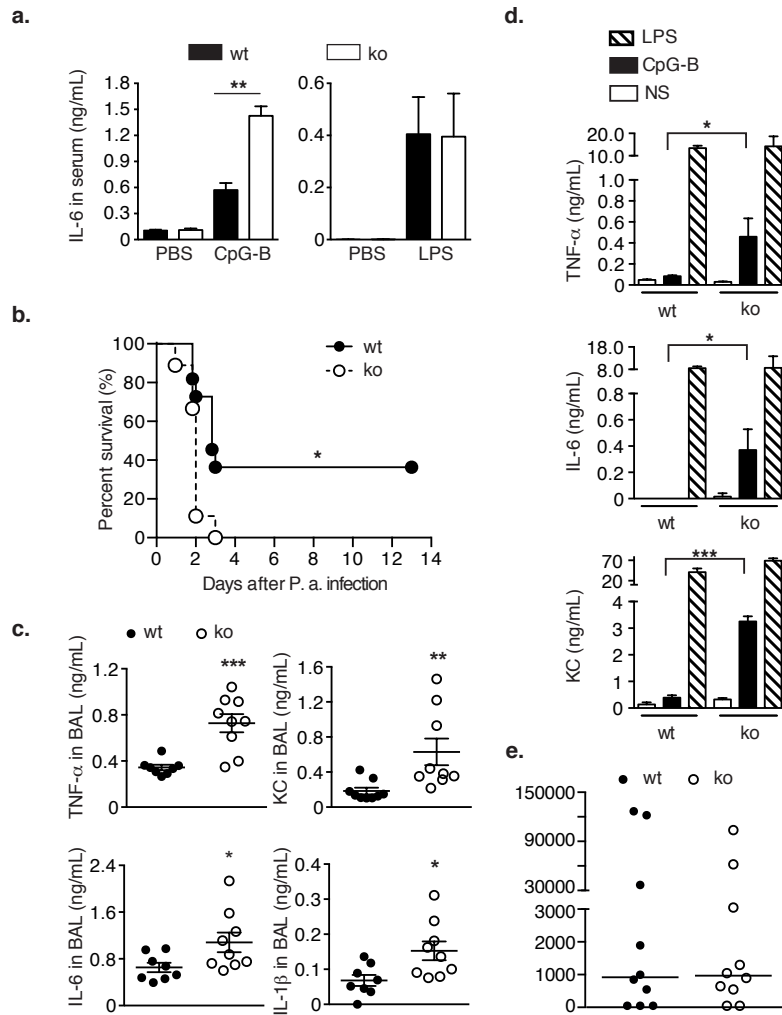 a.
wt ko
IL-6 in serum (ng/mL)
1.8
1.5
1.2
0.9
0.6
0.3
0
**
PBS CpG-B
0.6
0.4
0.2
0
PBS LPS
b.
Percent survival (%)
100
80
60
40
20
0
wt
ko
*
0 2 4 6 8 10 12 14
Days after P. a. infection
c.
wt ko
TNF-α in BAL (ng/mL)
1.2
0.8
0.4
0
***
KC in BAL (ng/mL)
1.6
1.2
0.8
0.4
0
**
IL-6 in BAL (ng/mL)
2.4
1.8
1.2
0.6
0
*
IL-1β in BAL (ng/mL)
0.4
0.3
0.2
0.1
0
*
d.
LPS
CpG-B
NS
TNF-α (ng/mL)
20.0
10.0
1.0
0.8
0.6
0.4
0.2
0
*
wt ko
IL-6 (ng/mL)
18.0
8.0
0.8
0.6
0.4
0.2
0
*
wt ko
KC (ng/mL)
70
20
4
3
2
1
0
***
wt ko
e.
wt ko
150000
90000
30000
3000
2000
1000
0